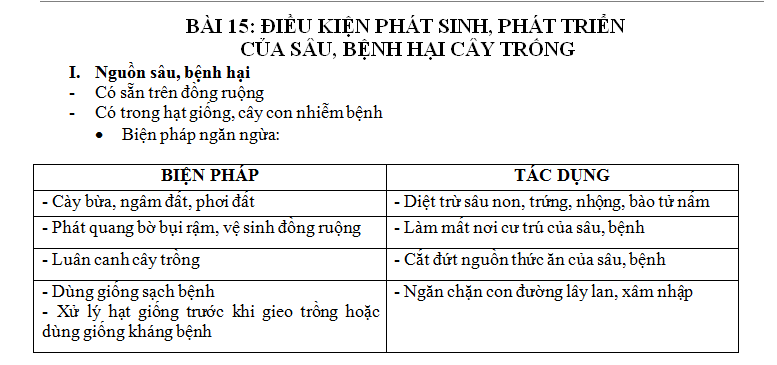 BÀI 15: ĐIỀU KIỆN PHÁT SINH, PHÁT TRIỂN
CỦA SÂU, BỆNH HẠI CÂY TRỒNG
I. Nguồn sâu, bệnh hại
- Có sẵn trên đồng ruộng
- Có trong hạt giống, cây con nhiễm bệnh
• Biện pháp ngăn ngừa:
BIỆN PHÁP TÁC DỤNG
- Cày bừa, ngâm đất, phơi đất - Diệt trừ sâu non, trứng, nhộng, bào tử nấm
- Phát quang bờ bụi rậm, vệ sinh đồng ruộng - Làm mất nơi cư trú của sâu, bệnh
- Luân canh cây trồng - Cắt đứt nguồn thức ăn của sâu, bệnh
- Dùng giống sạch bệnh - Ngăn chặn con đường lây lan, xâm nhập
- Xử lý hạt giống trước khi gieo trồng hoặc
dùng giống kháng bệnh